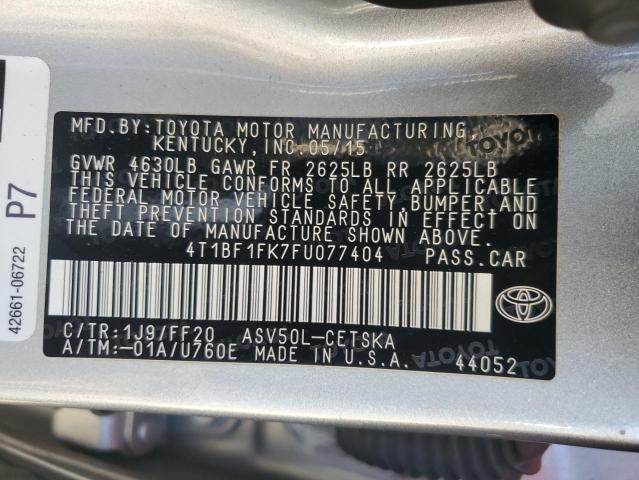 MFD.BY:TOYOTA MOTOR MANUFACTURING,
KENTUCKY,INC. 05/15
GVWR 4630LB GAWR FR 2625LB RR 2625LB
THIS VEHICLE CONFORMS TO ALL APPLICABLE
FEDERAL MOTOR VEHICLE SAFETY, BUMPER AND
THEFT PREVENTION STANDARDS IN EFFECT ON
THE DATE OF MANUFACTURE SHOWN ABOVE.
4T1BF1FK7FU077404 PASS.CAR
C/TR:1J9/FF20 ASV50L-CETSKA
A/TM:-01A/U760E MADE IN U.S.A.
44052
TOYOTA
42661-06722
P7